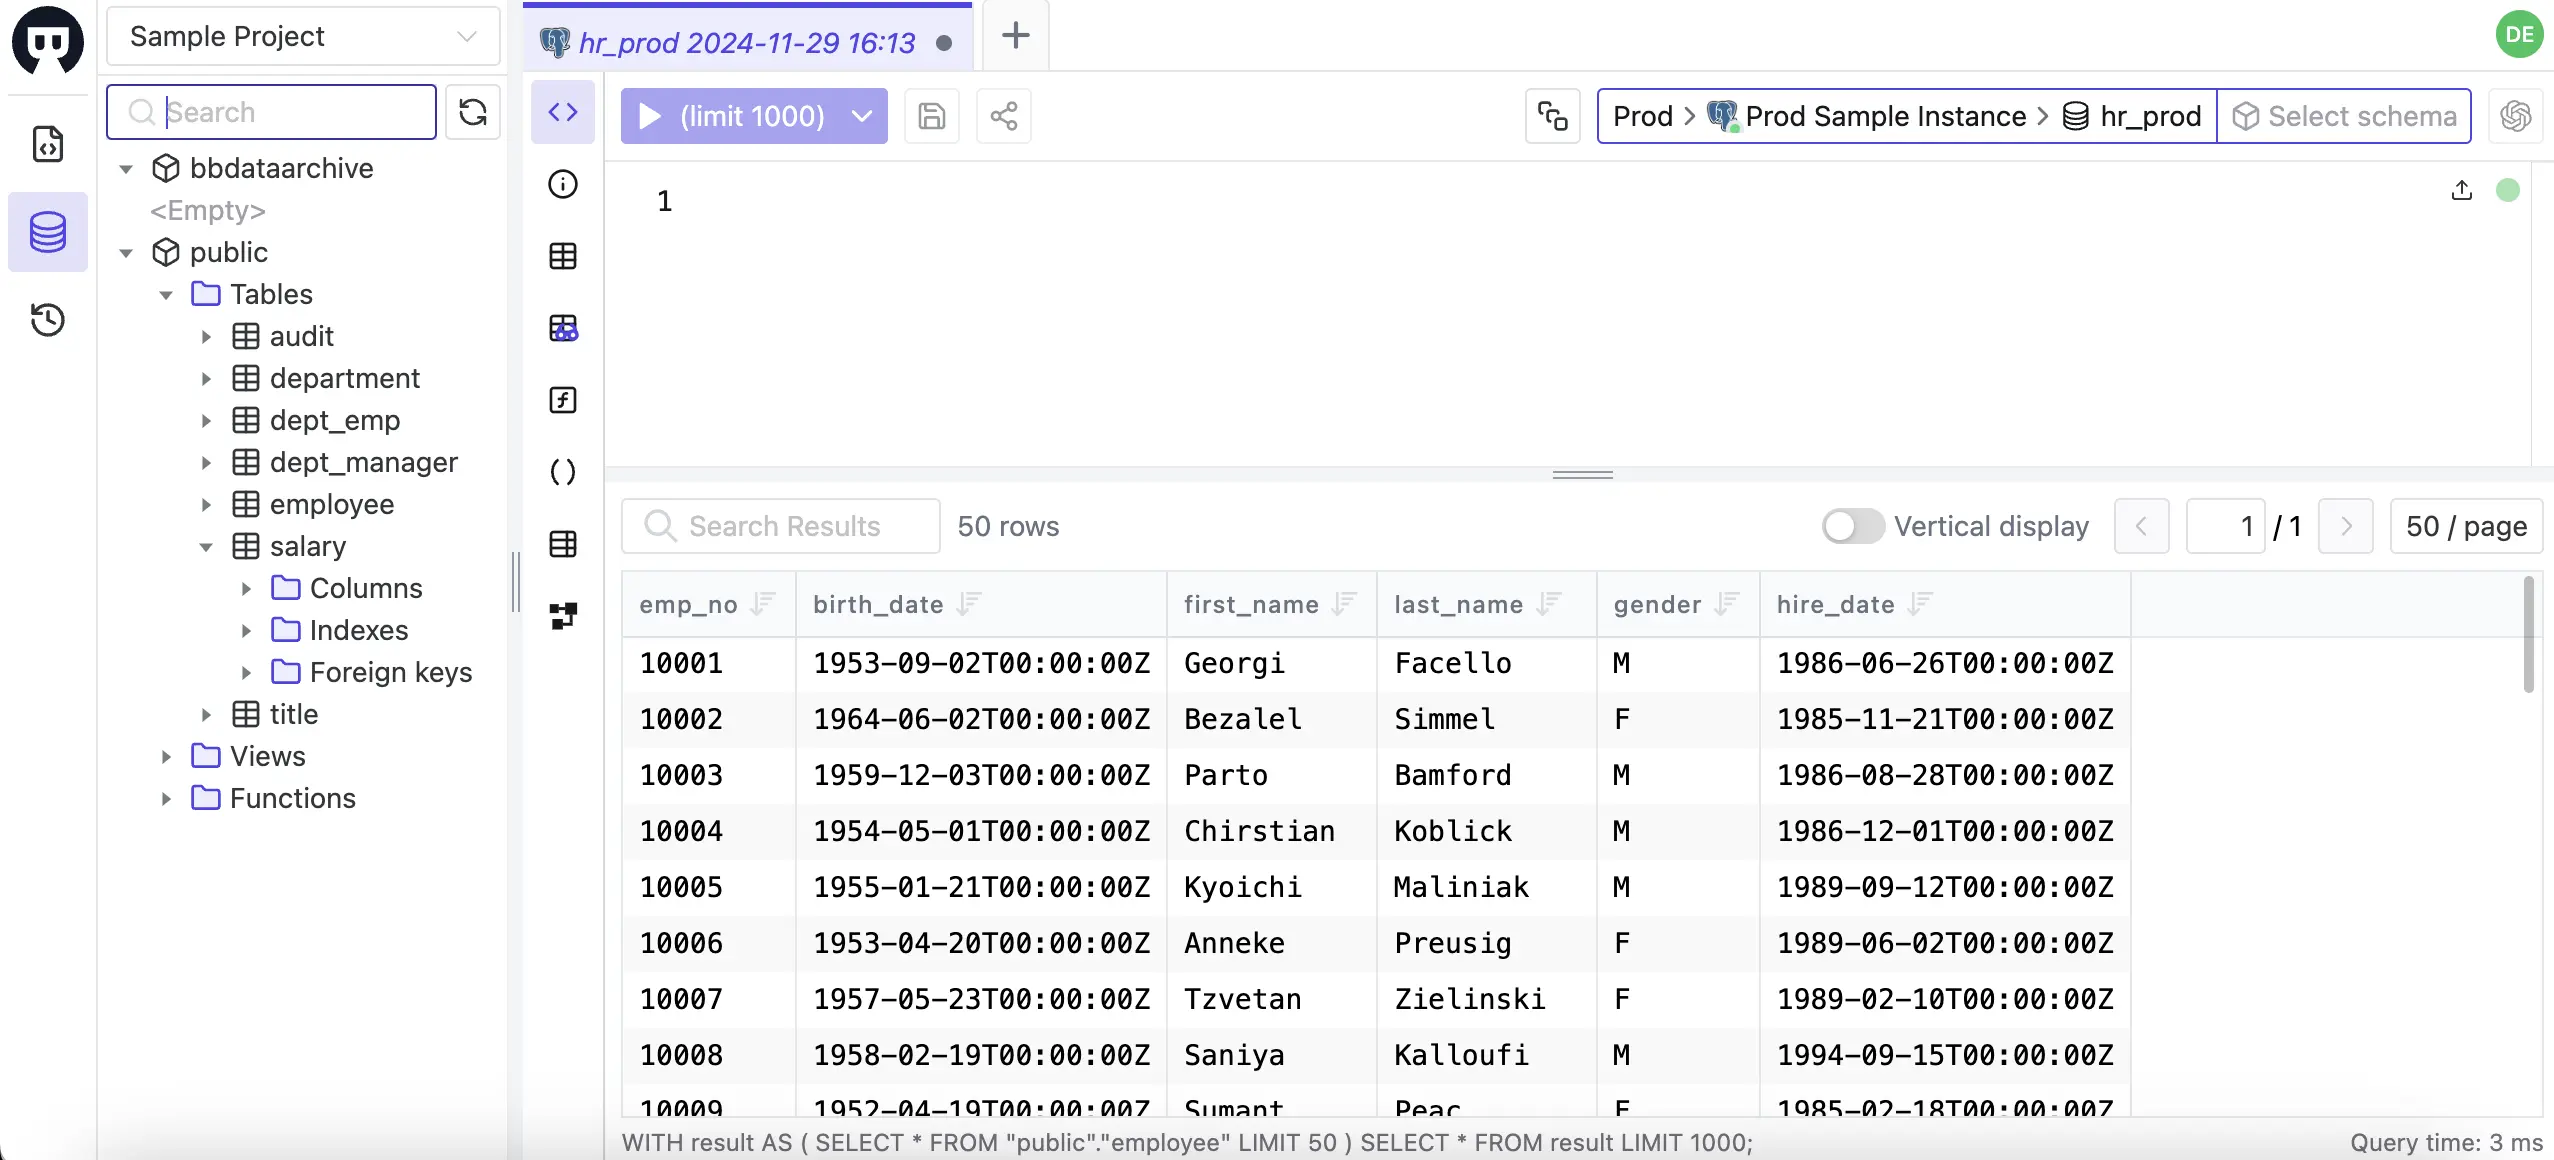 Sample Project
hr_prod 2024-11-29 16:13
DE
Search
(limit 1000)
Prod > Prod Sample Instance > hr_prod
Select schema
bbdataarchive
<Empty>
public
Tables
audit
department
dept_emp
dept_manager
employee
salary
Columns
Indexes
Foreign keys
title
Views
Functions
1
Search Results
50 rows
Vertical display
1 / 1
50 / page
emp_no birth_date first_name last_name gender hire_date
10001 1953-09-02T00:00:00Z Georgi Facello M 1986-06-26T00:00:00Z
10002 1964-06-02T00:00:00Z Bezalel Simmel F 1985-11-21T00:00:00Z
10003 1959-12-03T00:00:00Z Parto Bamford M 1986-08-28T00:00:00Z
10004 1954-05-01T00:00:00Z Chirstian Koblick M 1986-12-01T00:00:00Z
10005 1955-01-21T00:00:00Z Kyoichi Maliniak M 1989-09-12T00:00:00Z
10006 1953-04-20T00:00:00Z Anneke Preusig F 1989-06-02T00:00:00Z
10007 1957-05-23T00:00:00Z Tzvetan Zielinski F 1989-02-10T00:00:00Z
10008 1958-02-19T00:00:00Z Saniya Kalloufi M 1994-09-15T00:00:00Z
10009 1952-04-19T00:00:00Z Sumant Peac F 1985-02-18T00:00:00Z
WITH result AS ( SELECT * FROM "public"."employee" LIMIT 50 ) SELECT * FROM result LIMIT 1000;
Query time: 3 ms